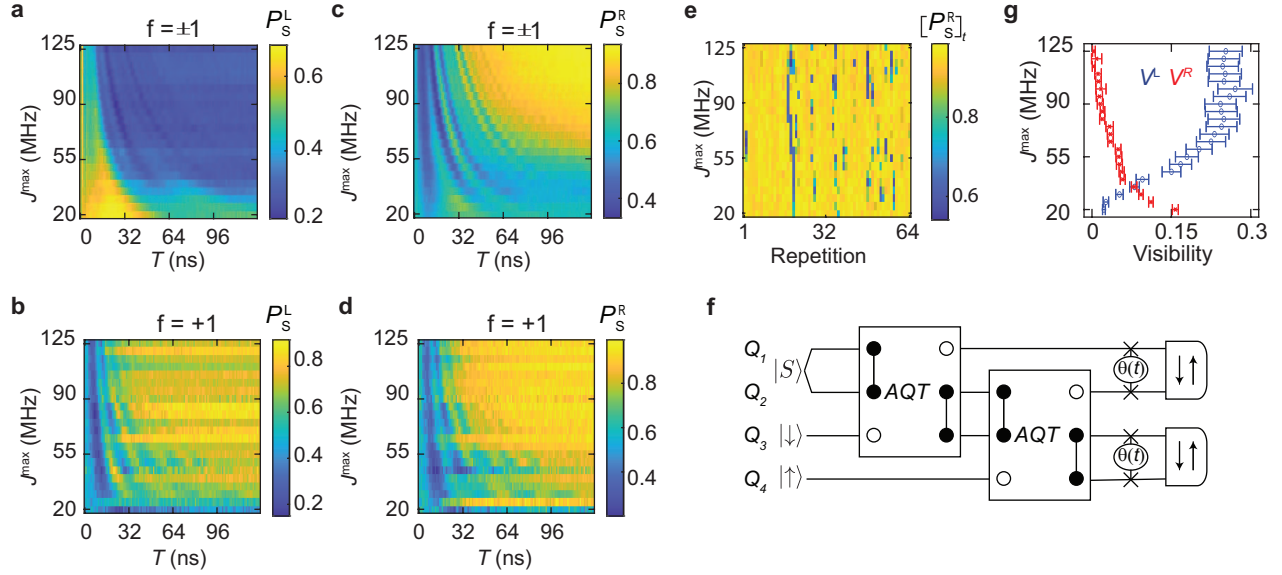 a
f = ±1
P_S^L
J^max (MHz)
125
90
55
20
0 32 64 96
T (ns)
0.6
0.4
0.2
c
f = ±1
P_S^R
J^max (MHz)
125
90
55
20
0 32 64 96
T (ns)
0.8
0.6
0.4
e
[P_S^R]_t
J^max (MHz)
125
90
55
20
1 32 64
Repetition
0.8
0.6
g
V^L V^R
J^max (MHz)
125
90
55
20
0 0.15 0.3
Visibility
b
f = +1
P_S^L
J^max (MHz)
125
90
55
20
0 32 64 96
T (ns)
0.8
0.6
0.4
0.2
d
f = +1
P_S^R
J^max (MHz)
125
90
55
20
0 32 64 96
T (ns)
0.8
0.6
0.4
f
Q_1
|S⟩
Q_2
Q_3 |↓⟩
Q_4 |↑⟩
AQT
AQT
θ(t)
↓↑
θ(t)
↓↑